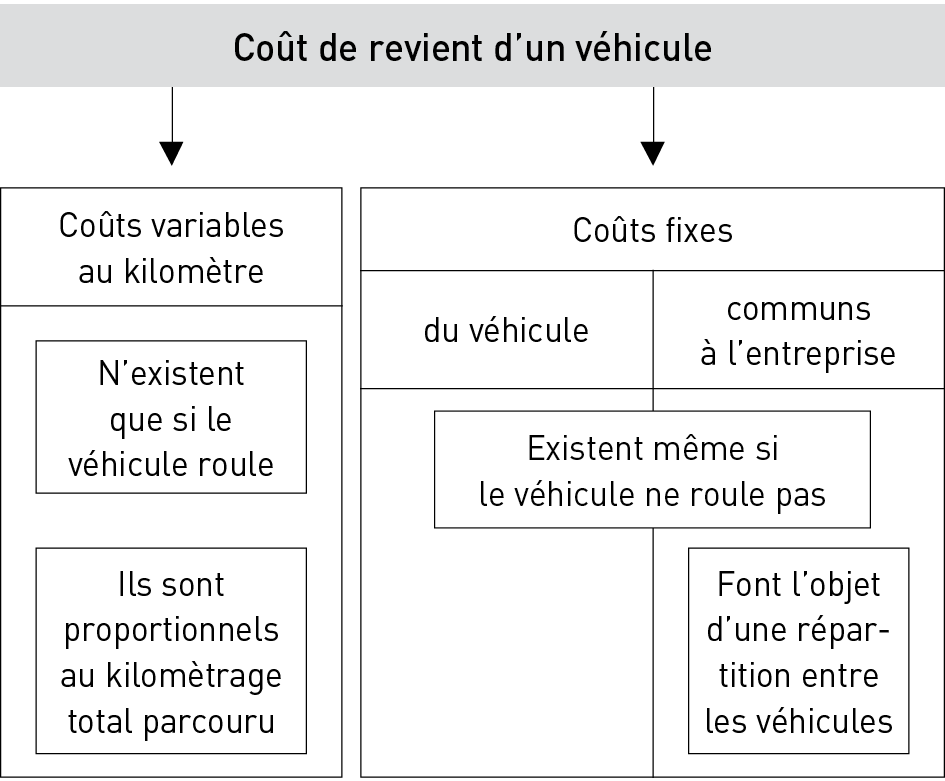 Coût de revient d’un véhicule
Coûts variables
au kilomètre
N’existent
que si le
véhicule roule
Ils sont
proportionnels
au kilomètrage
total parcouru
Coûts fixes
du véhicule
communs
à l’entreprise
Existent même si
le véhicule ne roule pas
Font l’objet
d’une répar-
tition entre
les véhicules